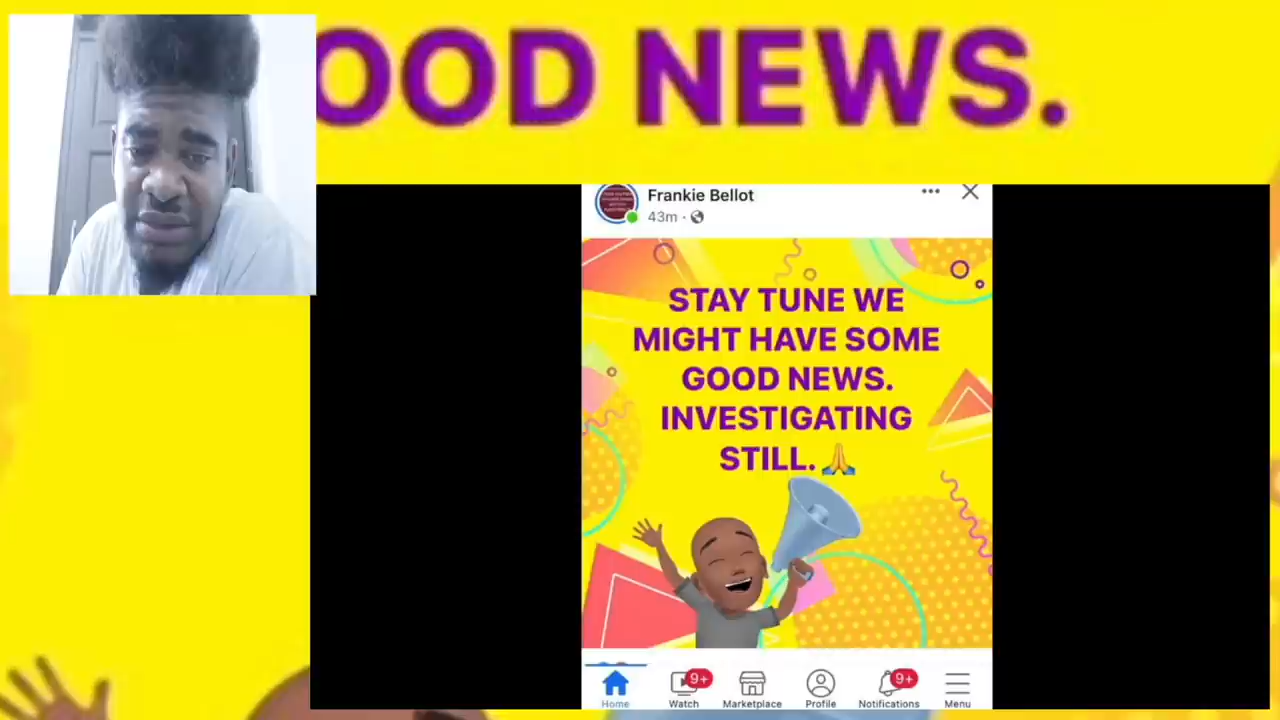 OOD NEWS.
Frankie Bellot
43m
STAY TUNE WE
MIGHT HAVE SOME
GOOD NEWS.
INVESTIGATING
STILL.🙏
9+
9+
Home
Watch
Marketplace
Profile
Notifications
Menu